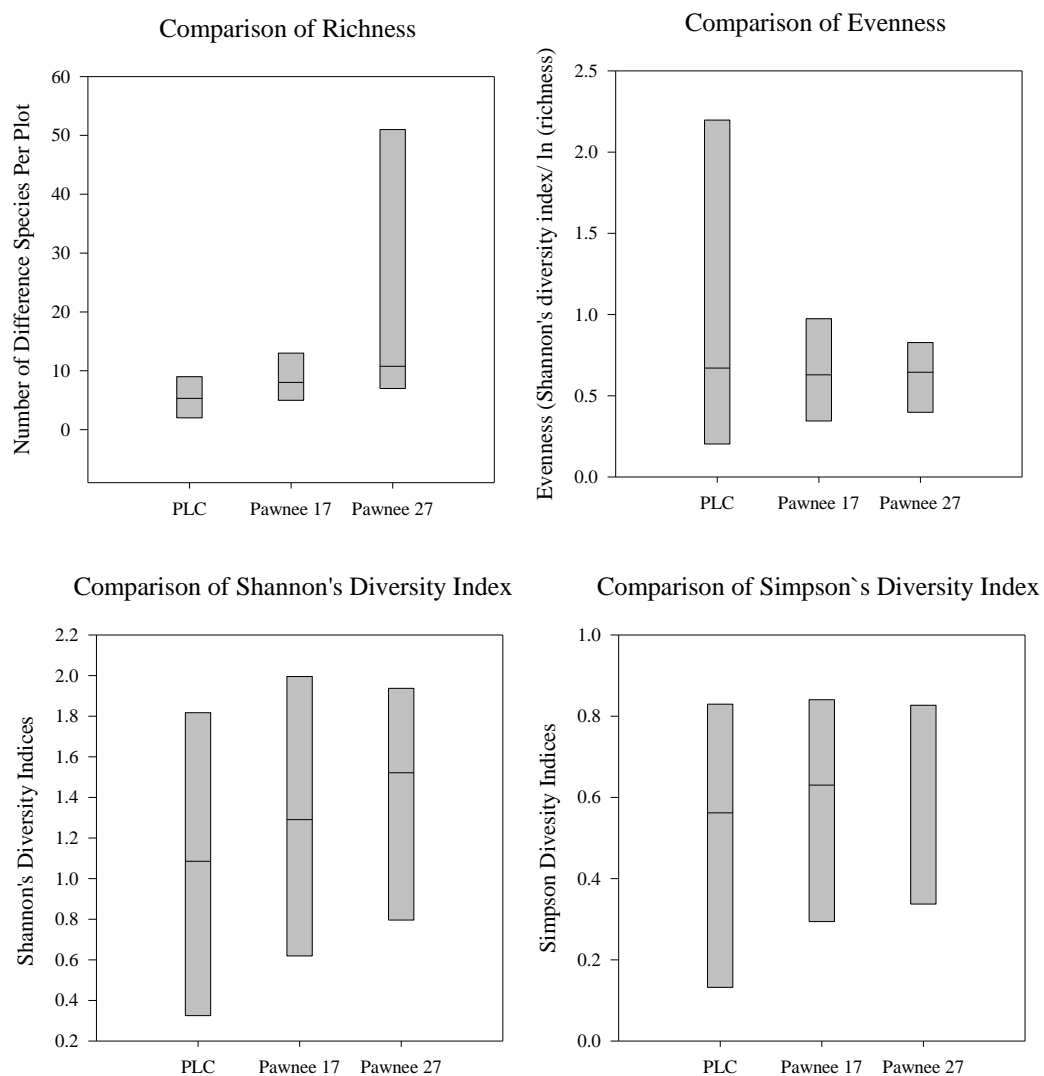 Comparison of Richness
Number of Difference Species Per Plot
60
50
40
30
20
10
0
PLC Pawnee 17 Pawnee 27
Comparison of Evenness
Evenness (Shannon's diversity index/ ln (richness)
2.5
2.0
1.5
1.0
0.5
0.0
PLC Pawnee 17 Pawnee 27
Comparison of Shannon's Diversity Index
Shannon's Diversity Indices
2.2
2.0
1.8
1.6
1.4
1.2
1.0
0.8
0.6
0.4
0.2
PLC Pawnee 17 Pawnee 27
Comparison of Simpson`s Diversity Index
Simpson Divesity Indices
1.0
0.8
0.6
0.4
0.2
0.0
PLC Pawnee 17 Pawnee 27